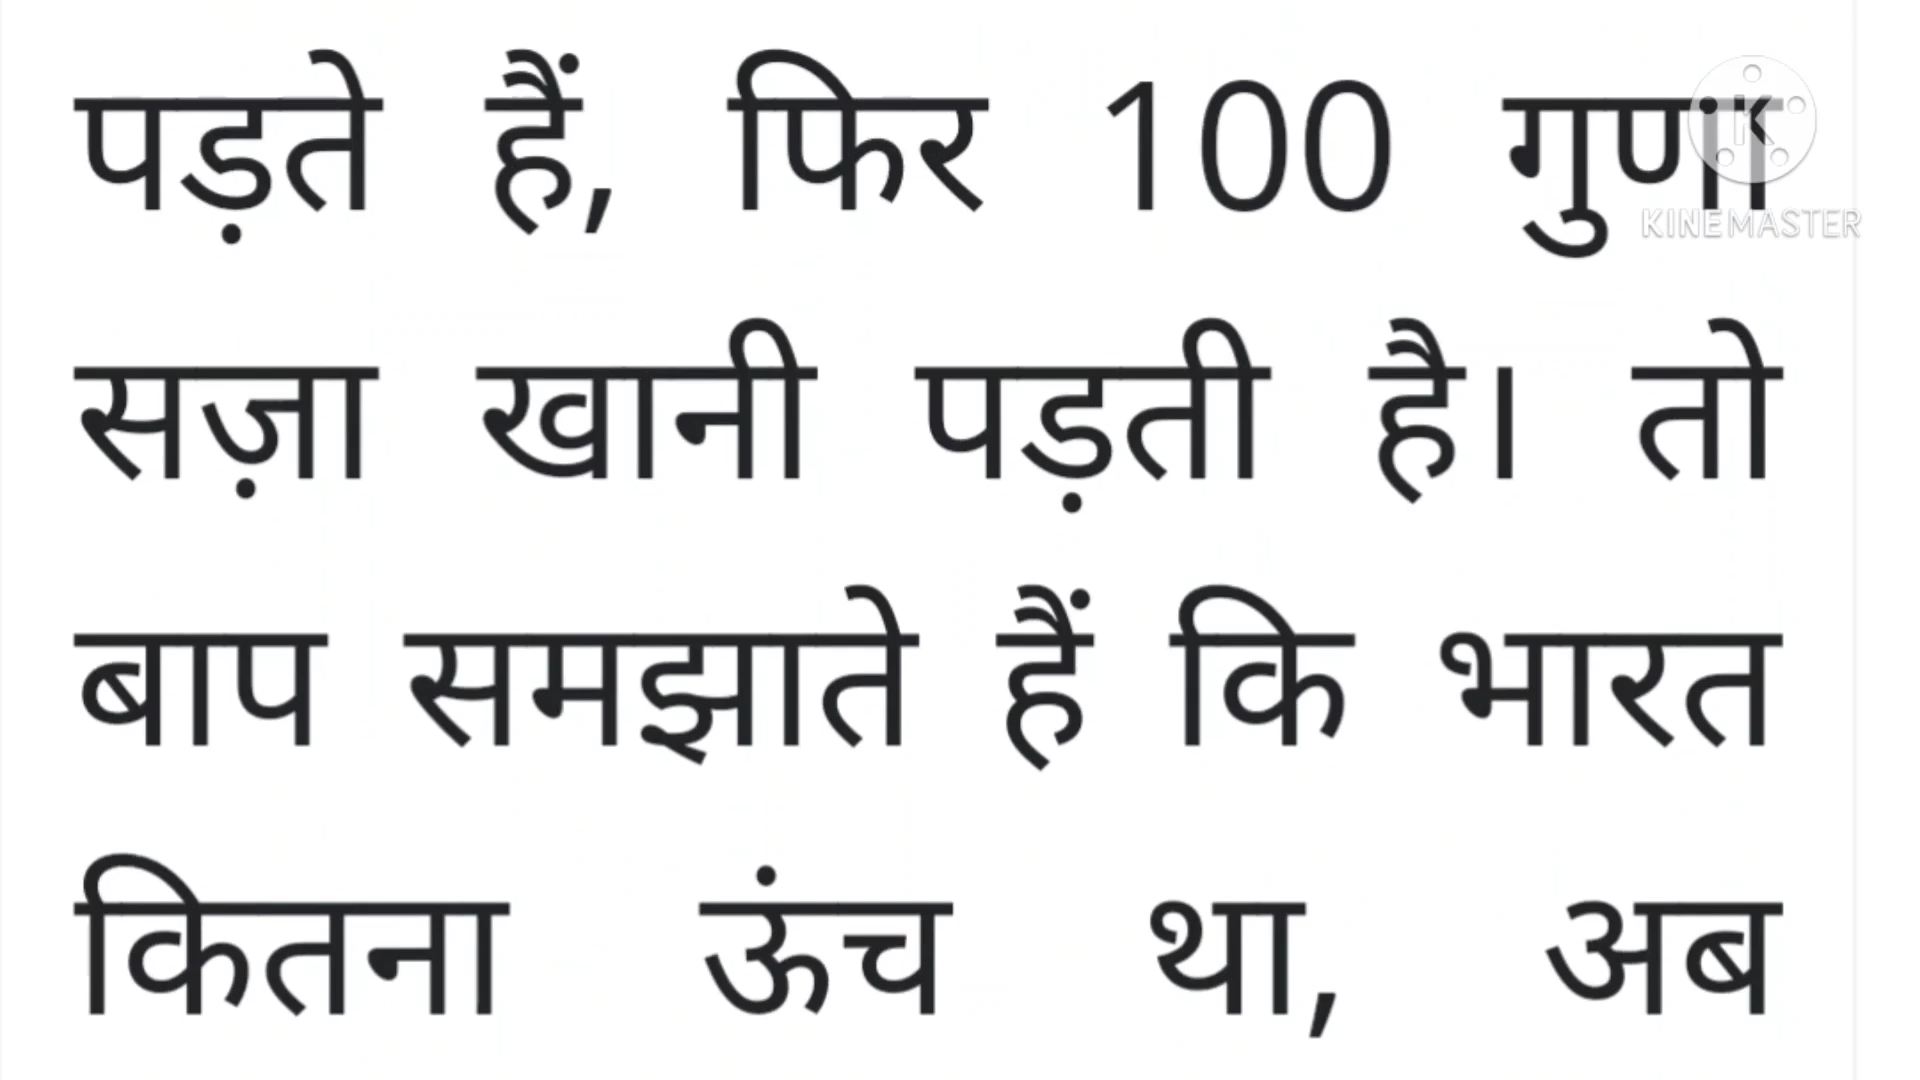 पड़ते हैं, फिर 100 गुणा
KINEMASTER
सज़ा खानी पड़ती है। तो
बाप समझाते हैं कि भारत
कितना ऊंच था, अब